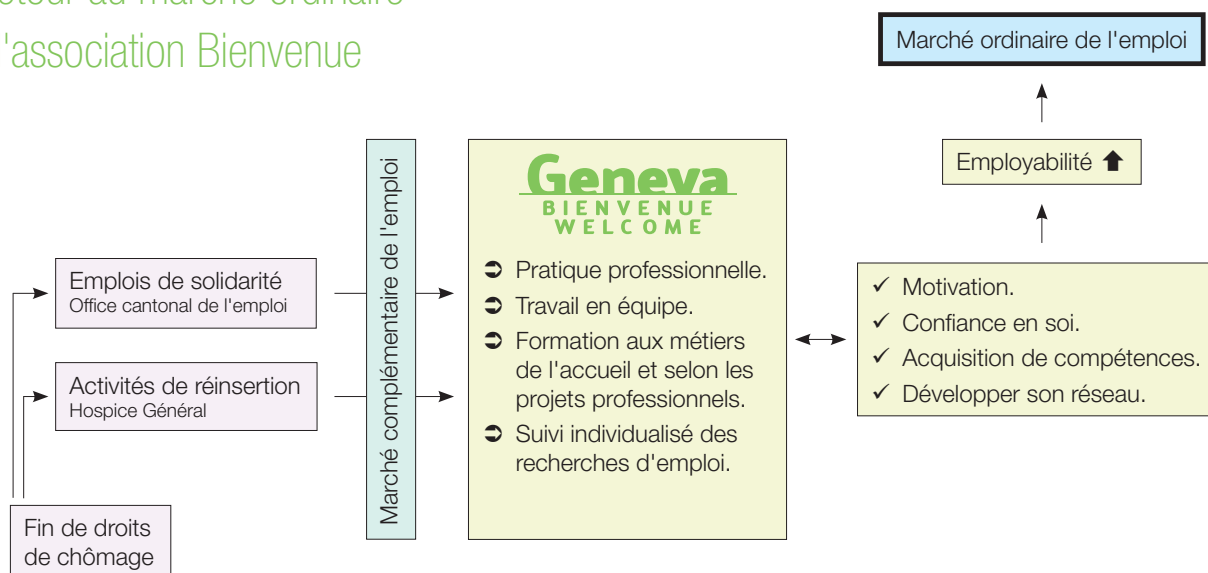 l'association Bienvenue
Marché ordinaire de l'emploi
Employabilité
Marché complémentaire de l'emploi
Geneva
BIENVENUE
WELCOME
Pratique professionnelle.
Travail en équipe.
Formation aux métiers
de l'accueil et selon les
projets professionnels.
Suivi individualisé des
recherches d'emploi.
Emplois de solidarité
Office cantonal de l'emploi
Activités de réinsertion
Hospice Général
Fin de droits
de chômage
Motivation.
Confiance en soi.
Acquisition de compétences.
Développer son réseau.